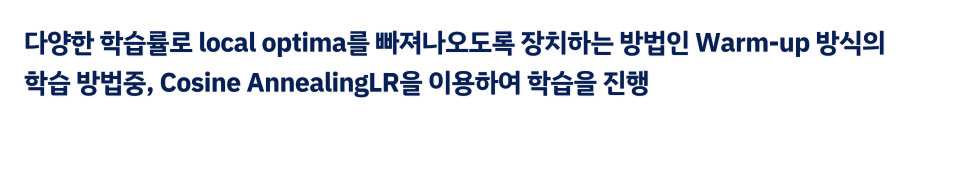 다양한 학습률로 local optima를 빠져나오도록 장치하는 방법인 Warm-up 방식의
학습 방법중, Cosine AnnealingLR을 이용하여 학습을 진행